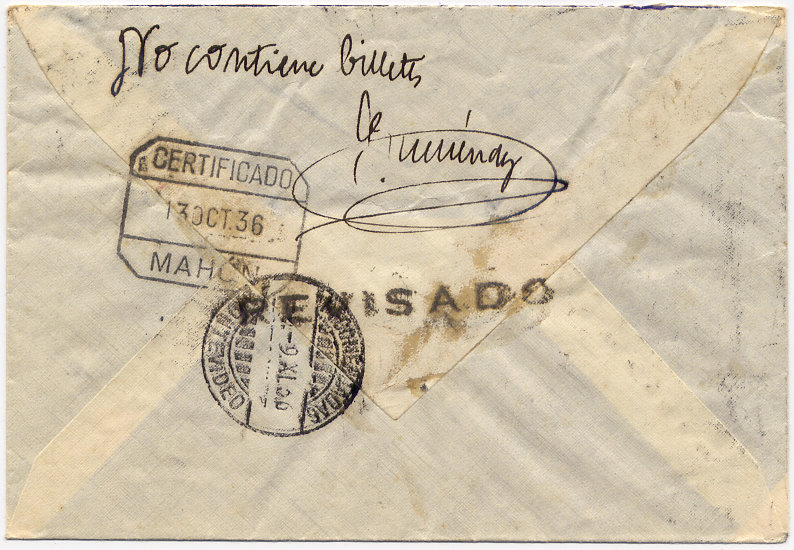 No contiene billetes
CERTIFICADO
13 OCT. 36
MAHON
REVISADO
MONTEVIDEO